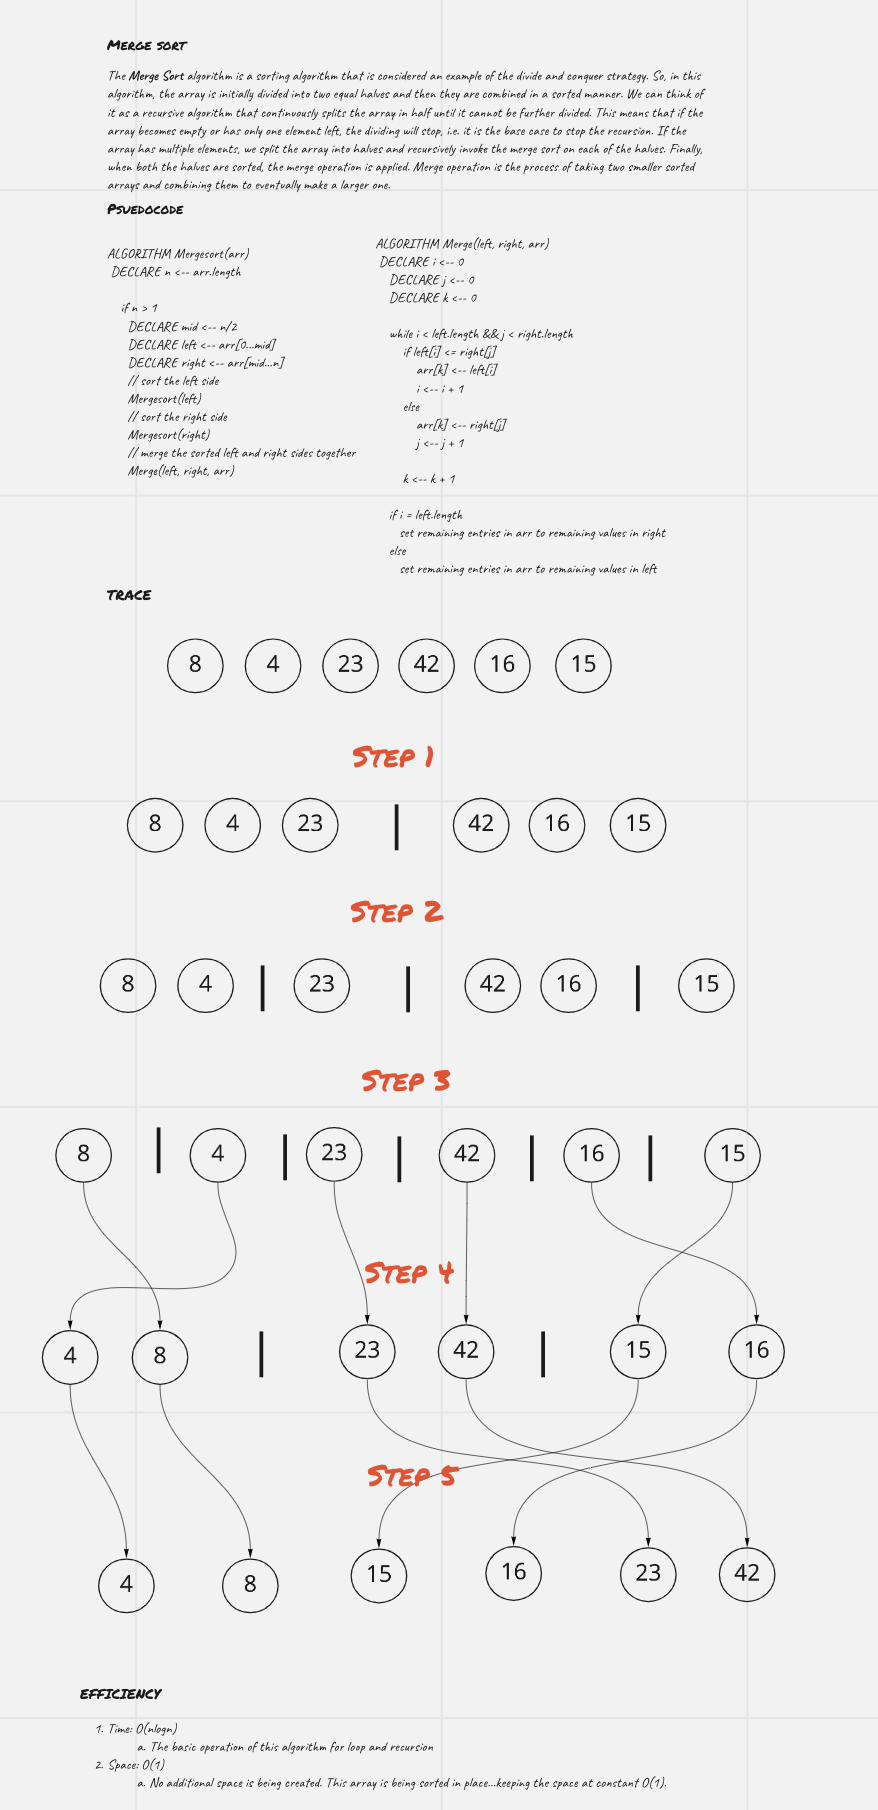 Merge sort
The Merge Sort algorithm is a sorting algorithm that is considered an example of the divide and conquer strategy. So, in this
algorithm, the array is initially divided into two equal halves and then they are combined in a sorted manner. We can think of
it as a recursive algorithm that continuously splits the array in half until it cannot be further divided. This means that if the
array becomes empty or has only one element left, the dividing will stop, i.e. it is the base case to stop the recursion. If the
array has multiple elements, we split the array into halves and recursively invoke the merge sort on each of the halves. Finally,
when both the halves are sorted, the merge operation is applied. Merge operation is the process of taking two smaller sorted
arrays and combining them to eventually make a larger one.
Psuedocode
ALGORITHM Mergesort(arr)
DECLARE n <-- arr.length
if n > 1
DECLARE mid <-- n/2
DECLARE left <-- arr[0...mid]
DECLARE right <-- arr[mid...n]
// sort the left side
Mergesort(left)
// sort the right side
Mergesort(right)
// merge the sorted left and right sides together
Merge(left, right, arr)
ALGORITHM Merge(left, right, arr)
DECLARE i <-- 0
DECLARE j <-- 0
DECLARE k <-- 0
while i < left.length && j < right.length
if left[i] <= right[j]
arr[k] <-- left[i]
i <-- i + 1
else
arr[k] <-- right[j]
j <-- j + 1
k <-- k + 1
if i = left.length
set remaining entries in arr to remaining values in right
else
set remaining entries in arr to remaining values in left
TRACE
8 4 23 42 16 15
Step 1
8 4 23 | 42 16 15
Step 2
8 4 | 23 | 42 16 | 15
Step 3
8 | 4 | 23 | 42 | 16 | 15
Step 4
4 8 | 23 42 | 15 16
Step 5
4 8 15 16 23 42
EFFICIENCY
1. Time: O(nlogn)
a. The basic operation of this algorithm for loop and recursion
2. Space: O(1)
a. No additional space is being created. This array is being sorted in place...keeping the space at constant O(1).